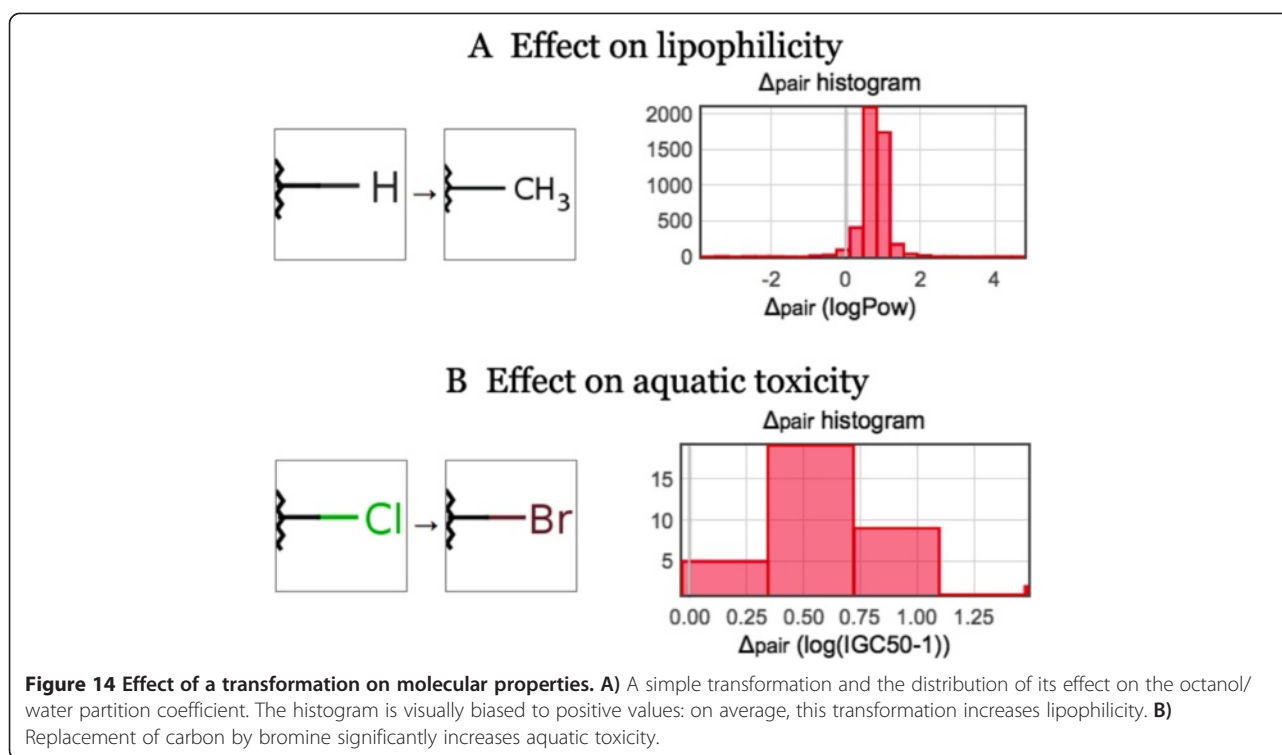 A Effect on lipophilicity
Δpair histogram
H → CH3
2000
1500
1000
500
0
-2 0 2 4
Δpair (logPow)
B Effect on aquatic toxicity
Δpair histogram
Cl → Br
15
10
5
0.00 0.25 0.50 0.75 1.00 1.25
Δpair (log(IGC50-1))
Figure 14 Effect of a transformation on molecular properties. A) A simple transformation and the distribution of its effect on the octanol/
water partition coefficient. The histogram is visually biased to positive values: on average, this transformation increases lipophilicity. B)
Replacement of carbon by bromine significantly increases aquatic toxicity.